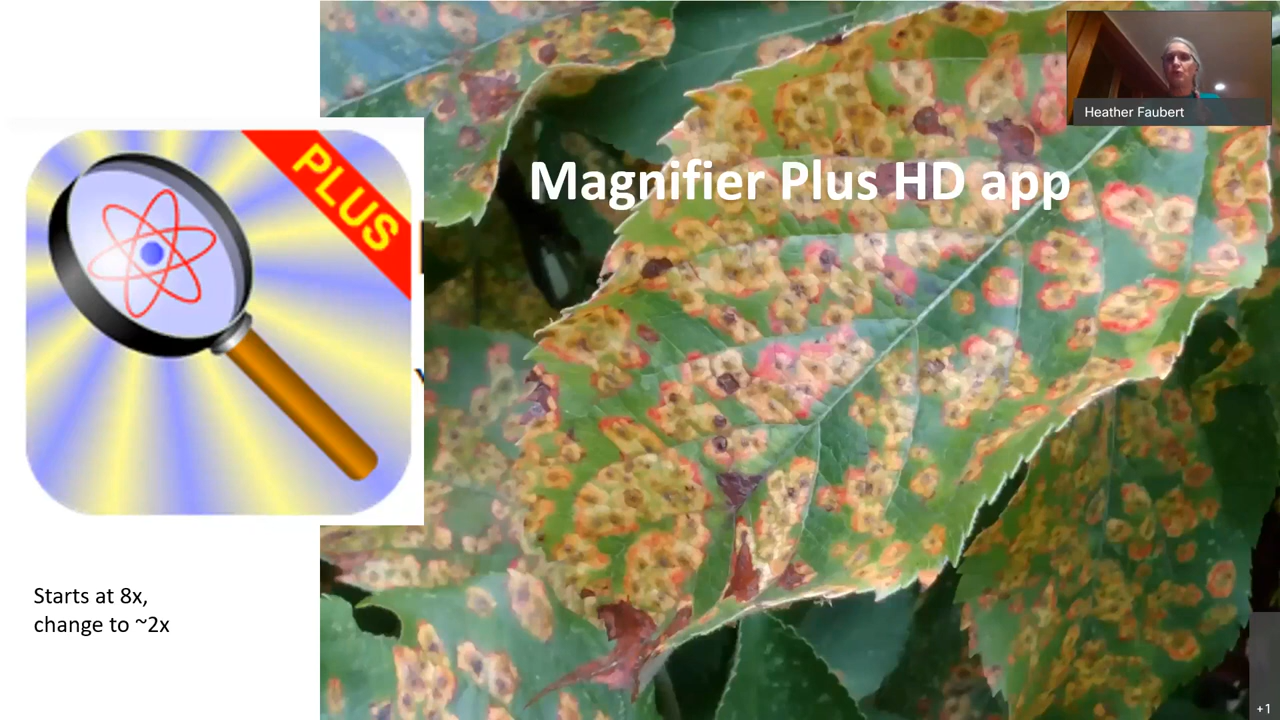 PLUS
Magnifier Plus HD app
Heather Faubert
Starts at 8x,
change to ~2x
+1